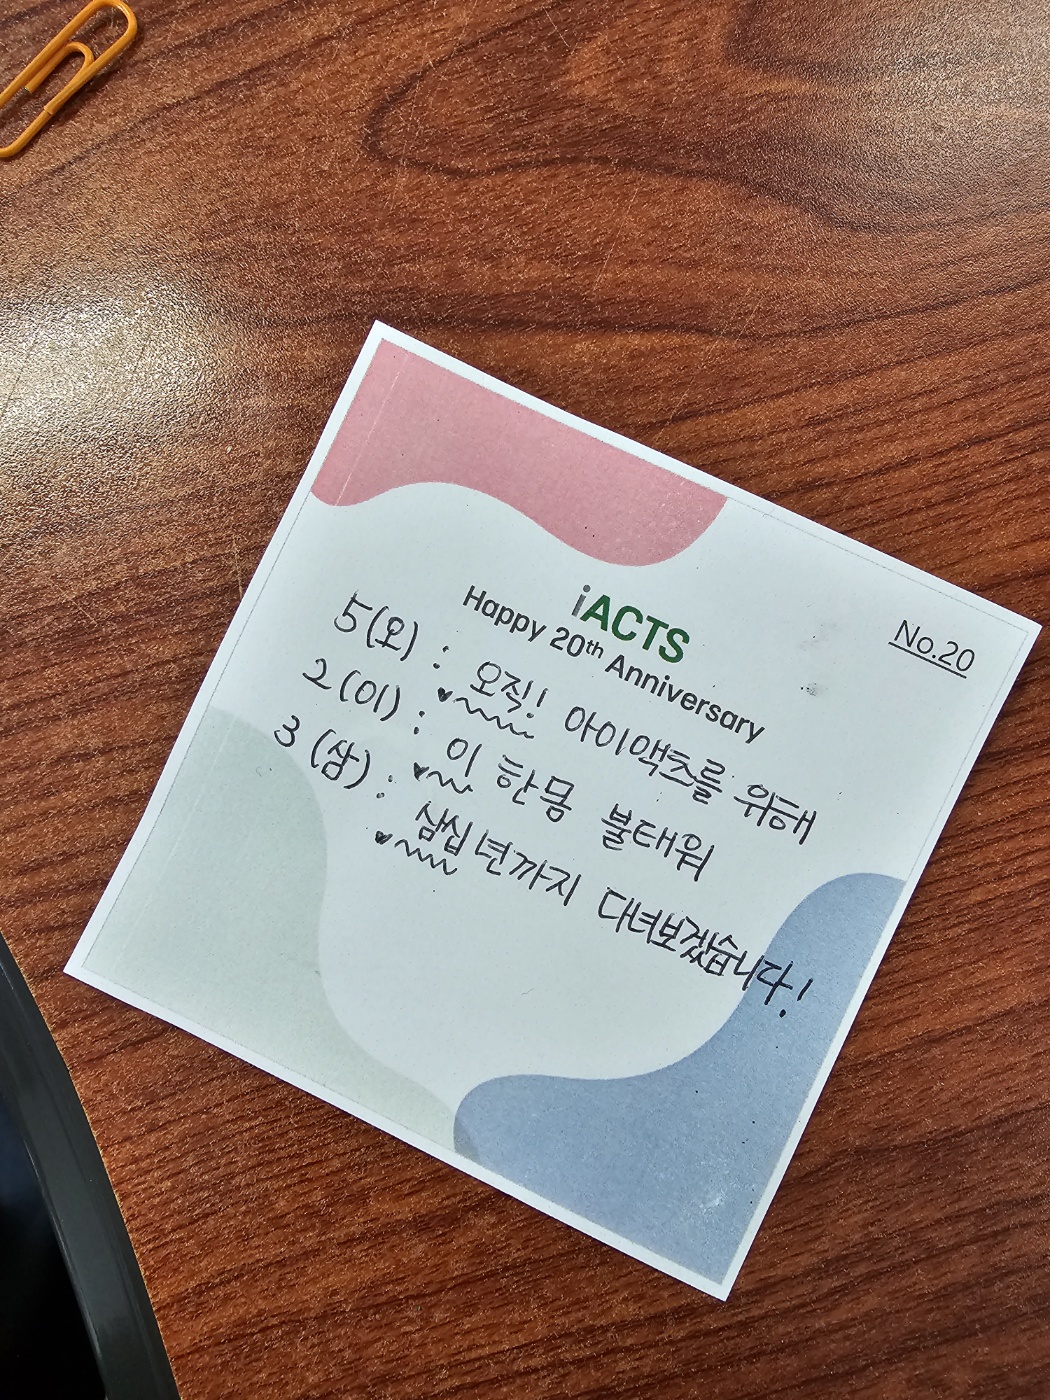 iACTS
Happy 20th Anniversary
No.20
5(오) : 오직! 아이액츠를 위해
2(이) : 이 한몸 불태워
3(삼) : 삼십년까지 다녀보겠습니다!